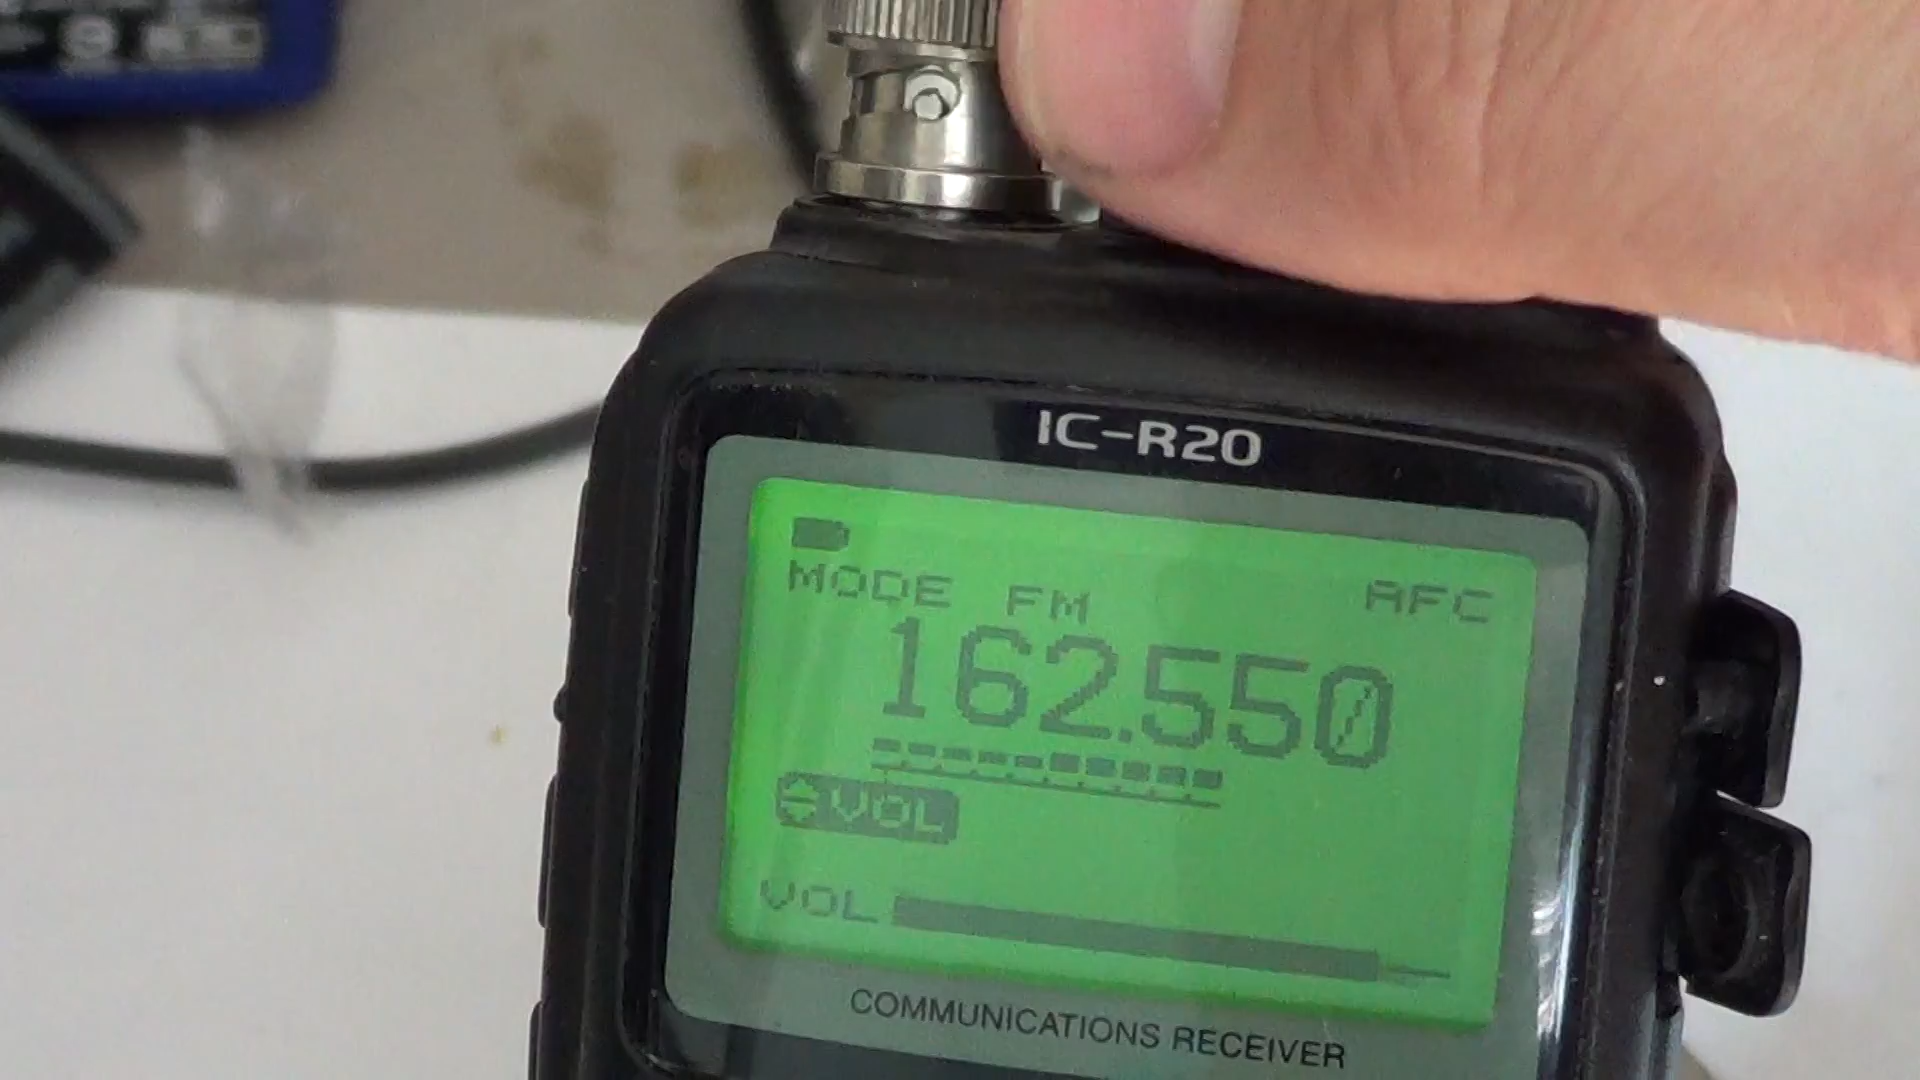 IC-R20
MODE FM AFC
162.550
VOL
VOL
COMMUNICATIONS RECEIVER